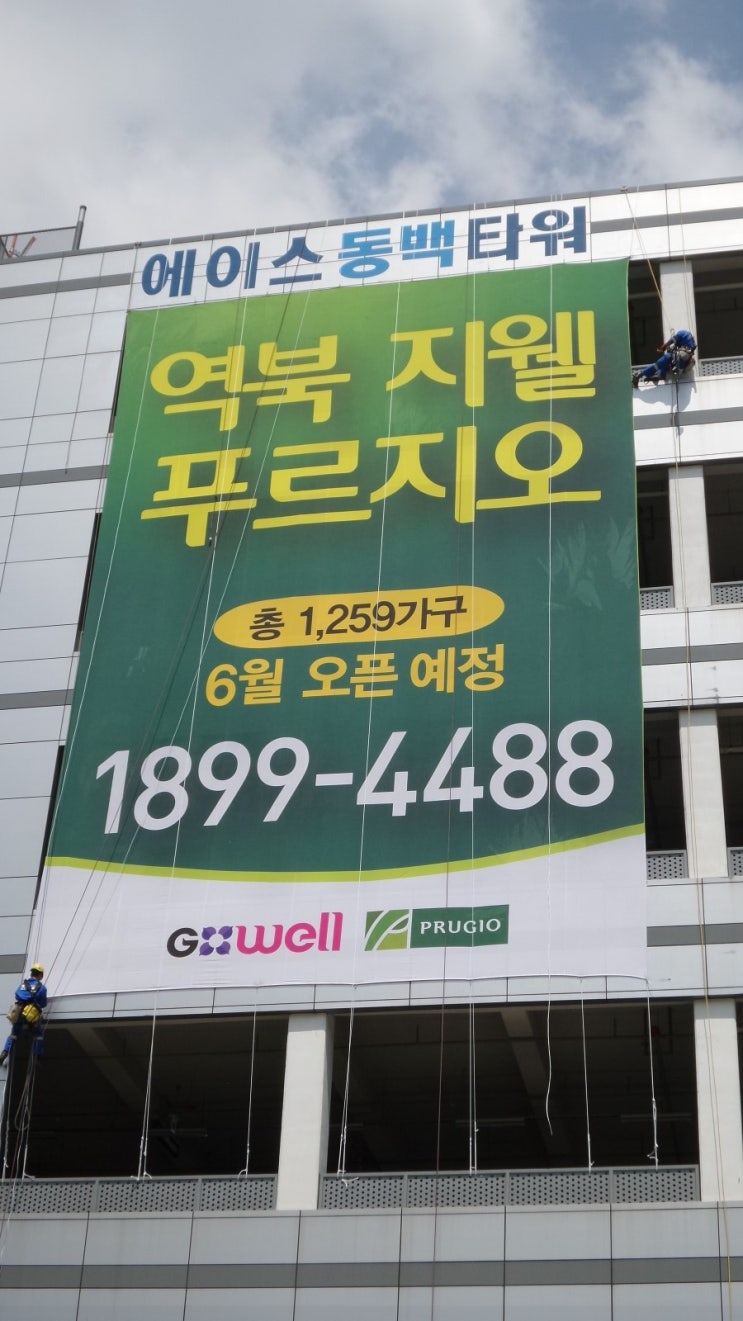 에이스동백타워
역북 지웰
푸르지오
총 1,259가구
6월 오픈 예정
1899-4488
Gwell PRUGIO